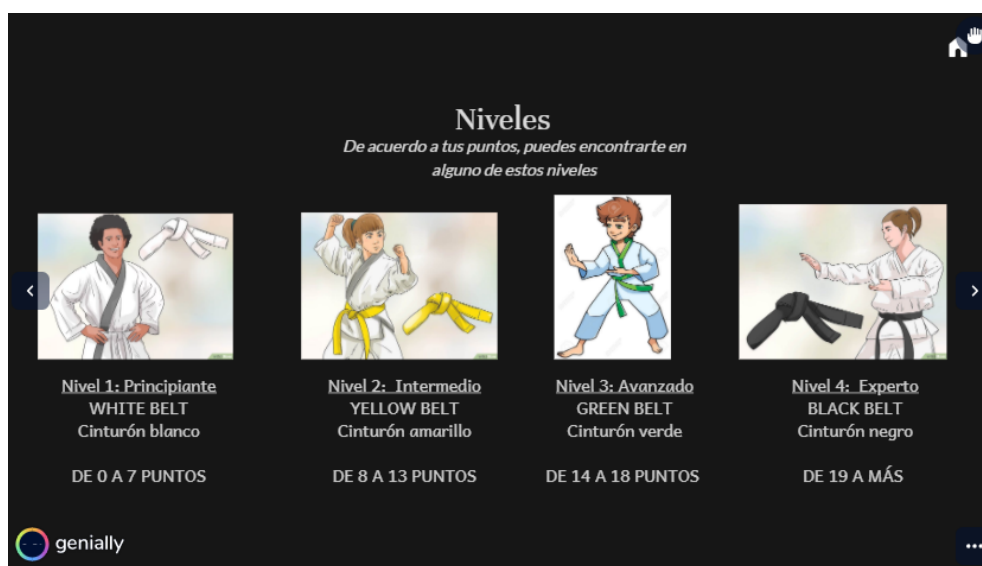 Niveles
De acuerdo a tus puntos, puedes encontrarte en
alguno de estos niveles
Nivel 1: Principiante
WHITE BELT
Cinturón blanco
DE 0 A 7 PUNTOS
Nivel 2: Intermedio
YELLOW BELT
Cinturón amarillo
DE 8 A 13 PUNTOS
Nivel 3: Avanzado
GREEN BELT
Cinturón verde
DE 14 A 18 PUNTOS
Nivel 4: Experto
BLACK BELT
Cinturón negro
DE 19 A MÁS
genially